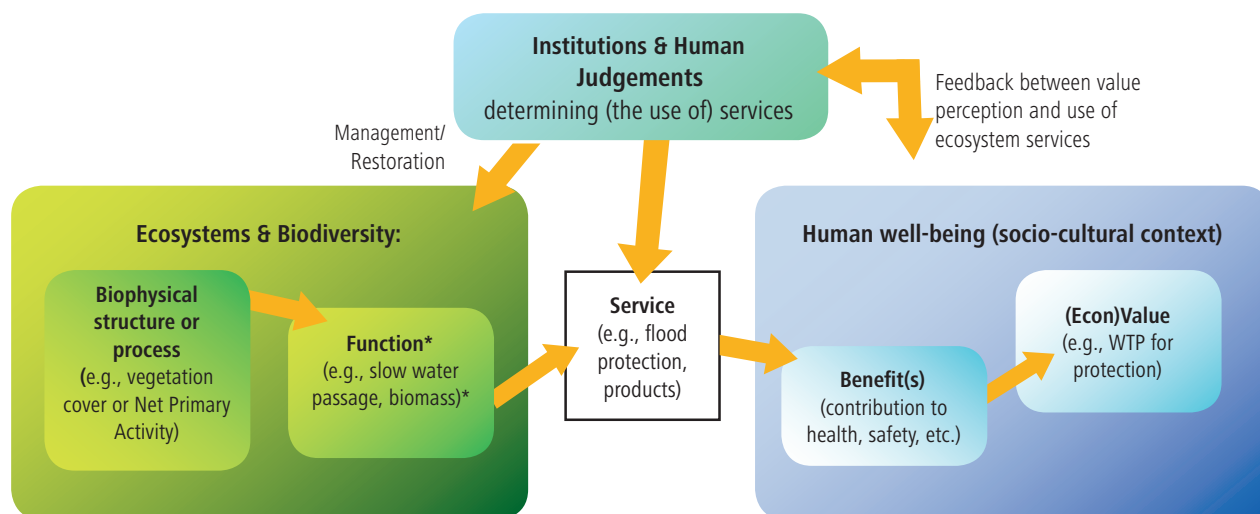 Institutions & Human
Judgements
determining (the use of) services
Feedback between value
perception and use of
ecosystem services
Management/
Restoration
Ecosystems & Biodiversity:
Biophysical
structure or
process
(e.g., vegetation
cover or Net Primary
Activity)
Function*
(e.g., slow water
passage, biomass)*
Service
(e.g., flood
protection,
products)
Human well-being (socio-cultural context)
Benefit(s)
(contribution to
health, safety, etc.)
(Econ)Value
(e.g., WTP for
protection)